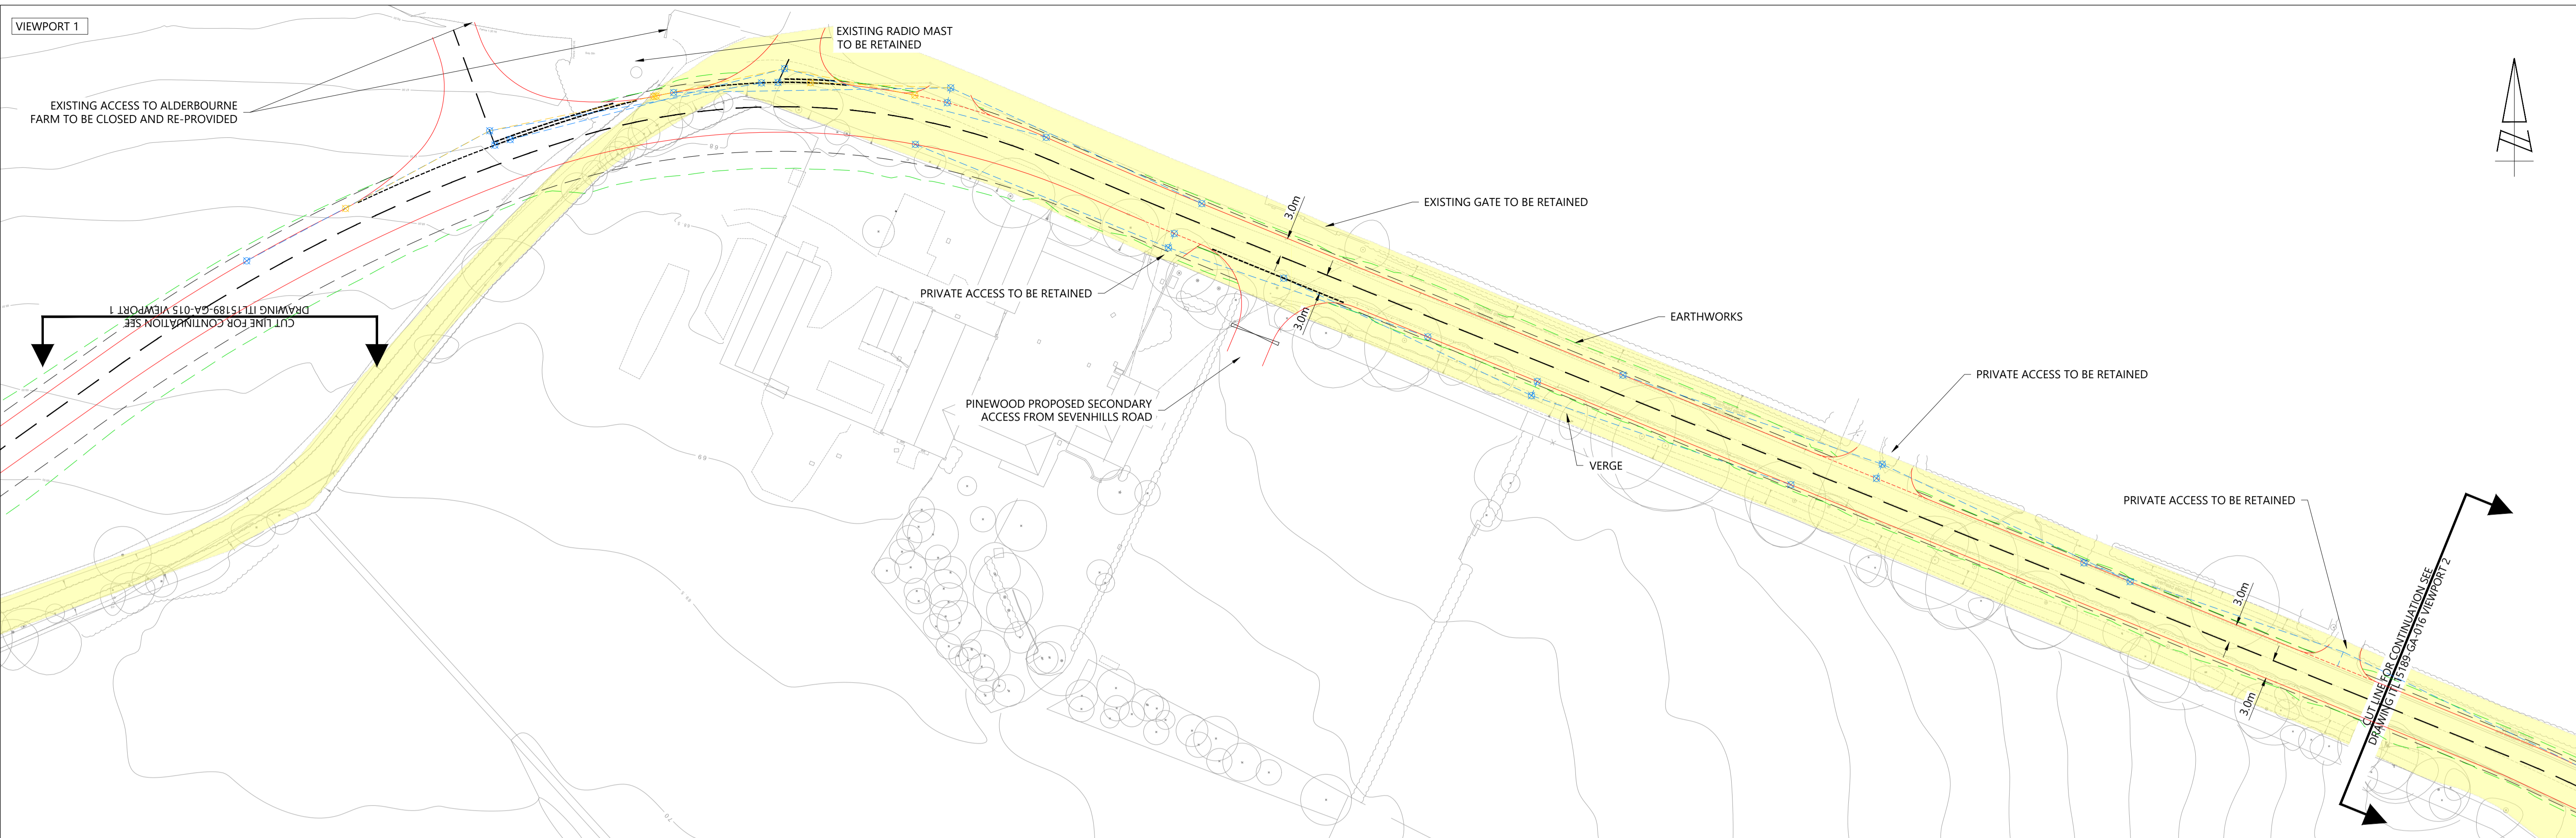 VIEWPORT 1
EXISTING RADIO MAST
TO BE RETAINED
EXISTING ACCESS TO ALDERBOURNE
FARM TO BE CLOSED AND RE-PROVIDED
N
3.0m
EXISTING GATE TO BE RETAINED
PRIVATE ACCESS TO BE RETAINED
3.0m
EARTHWORKS
CUT LINE FOR CONTINUATION SEE
DRAWING ITL15189-GA-015 VIEWPORT 1
PINEWOOD PROPOSED SECONDARY
ACCESS FROM SEVENHILLS ROAD
PRIVATE ACCESS TO BE RETAINED
VERGE
PRIVATE ACCESS TO BE RETAINED
3.0m
3.0m
CUT LINE FOR CONTINUATION SEE
DRAWING ITL15189-GA-016 VIEWPORT 2
68
69
70